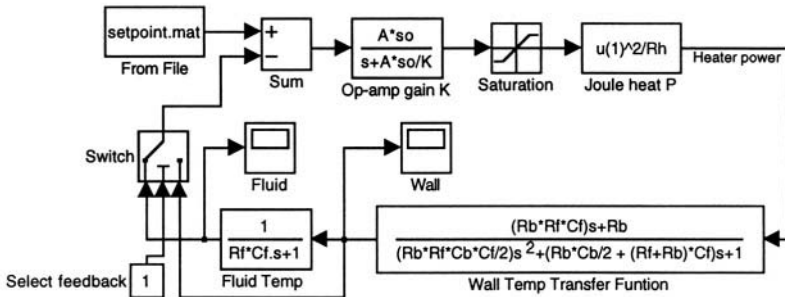 setpoint.mat
From File
+
−
Sum
A*so
s+A*so/K
Op-amp gain K
Saturation
u(1)^2/Rh
Joule heat P
Heater power
Switch
Fluid
Wall
1
Rf*Cf.s+1
Fluid Temp
(Rb*Rf*Cf)s+Rb
(Rb*Rf*Cb*Cf/2)s 2+(Rb*Cb/2 + (Rf+Rb)*Cf)s+1
Wall Temp Transfer Funtion
Select feedback 1